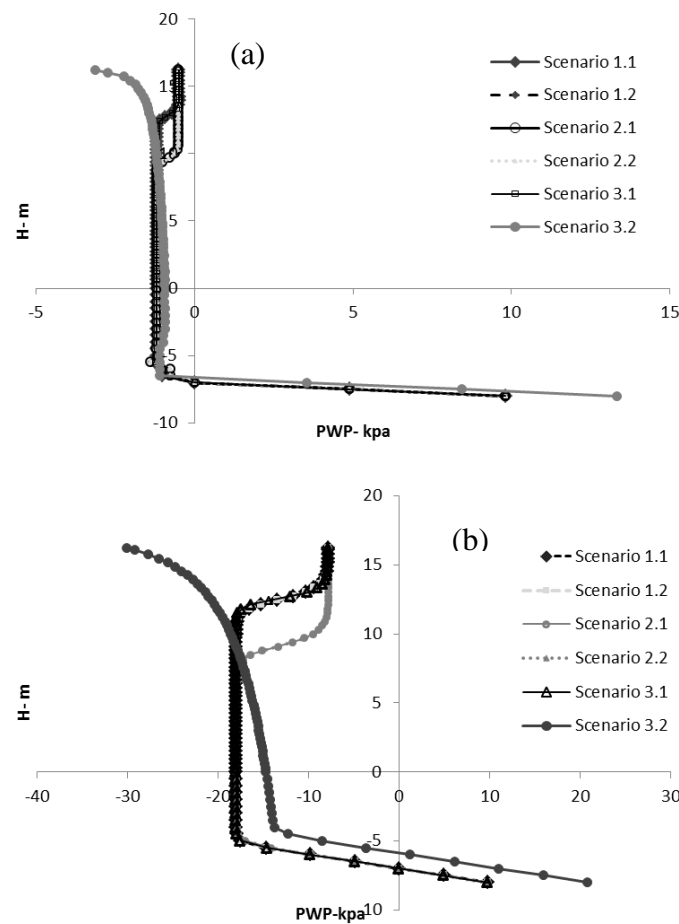 20
(a)
Scenario 1.1
15
Scenario 1.2
Scenario 2.1
Scenario 2.2
Scenario 3.1
Scenario 3.2
5
H- m
0
-5 0 5 10 15
-5
-10
PWP- kpa
20
(b)
15
Scenario 1.1
Scenario 1.2
10
Scenario 2.1
Scenario 2.2
5
Scenario 3.1
Scenario 3.2
H- m
0
-40 -30 -20 -10 0 10 20 30
-5
PWP-kpa
10